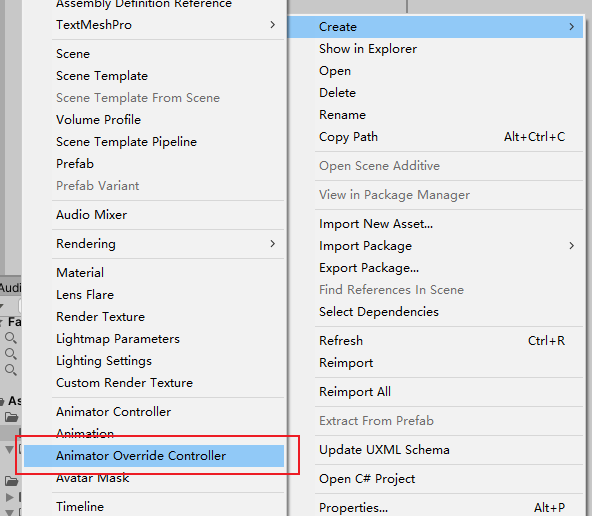 Assembly Definition Reference
TextMeshPro
Scene
Scene Template
Scene Template From Scene
Volume Profile
Scene Template Pipeline
Prefab
Prefab Variant
Audio Mixer
Rendering
Material
Lens Flare
Render Texture
Lightmap Parameters
Lighting Settings
Custom Render Texture
Animator Controller
Animation
Animator Override Controller
Avatar Mask
Timeline
Create
Show in Explorer
Open
Delete
Rename
Copy Path Alt+Ctrl+C
Open Scene Additive
View in Package Manager
Import New Asset...
Import Package
Export Package...
Find References In Scene
Select Dependencies
Refresh Ctrl+R
Reimport
Reimport All
Extract From Prefab
Update UXML Schema
Open C# Project
Properties... Alt+P
Audi
Fa
As